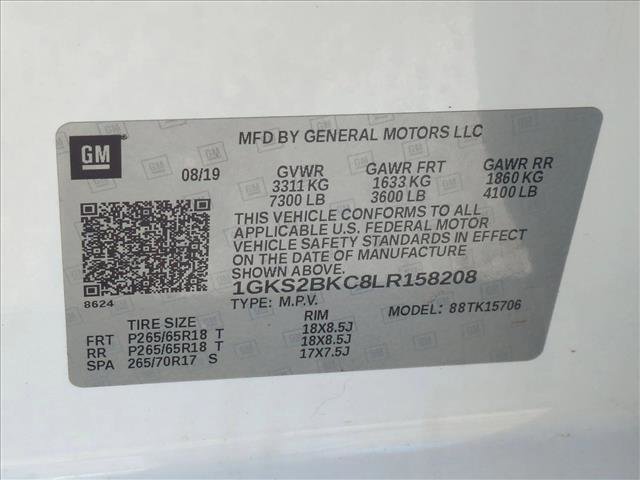 GM
MFD BY GENERAL MOTORS LLC
08/19 GVWR GAWR FRT GAWR RR
3311 KG 1633 KG 1860 KG
7300 LB 3600 LB 4100 LB
THIS VEHICLE CONFORMS TO ALL
APPLICABLE U.S. FEDERAL MOTOR
VEHICLE SAFETY STANDARDS IN EFFECT
ON THE DATE OF MANUFACTURE
SHOWN ABOVE.
8624
1GKS2BKC8LR158208
TYPE: M.P.V. MODEL: 88TK15706
TIRE SIZE RIM
FRT P265/65R18 T 18X8.5J
RR P265/65R18 T 18X8.5J
SPA 265/70R17 S 17X7.5J